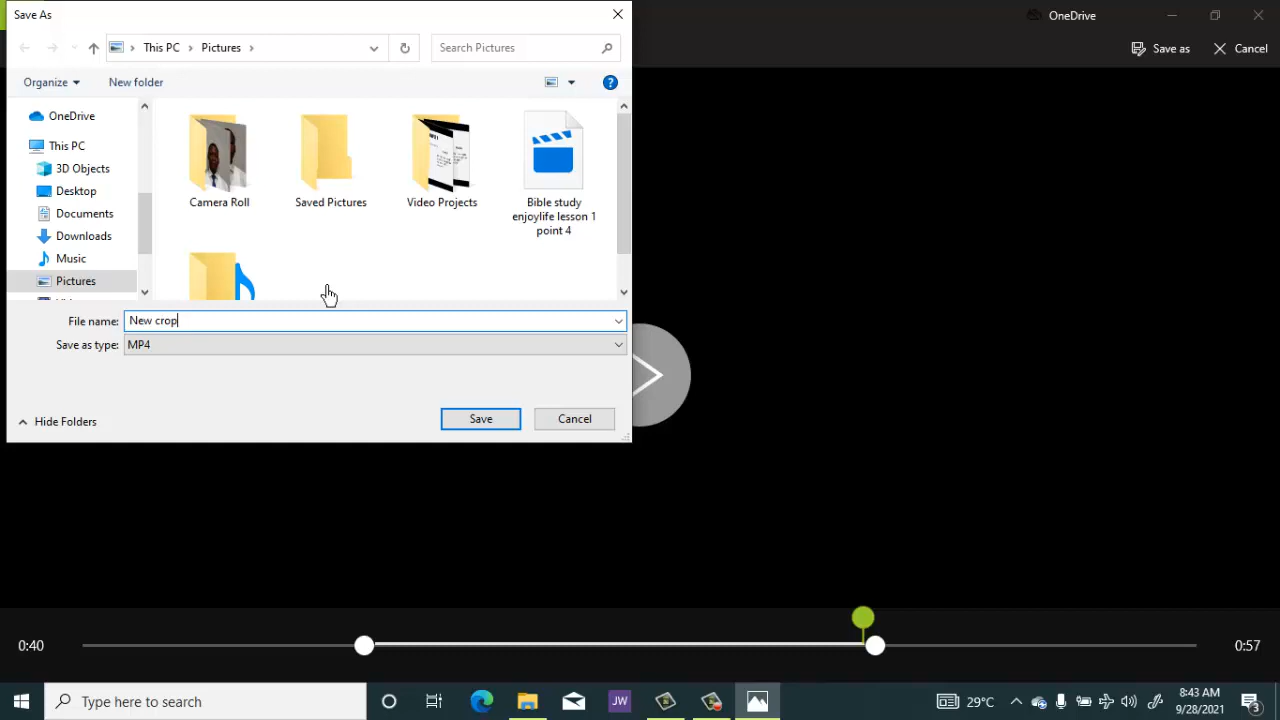 Save As
OneDrive
This PC
Pictures
Search Pictures
Save as
Cancel
Organize
New folder
?
OneDrive
This PC
3D Objects
Desktop
Documents
Downloads
Music
Pictures
Camera Roll
Saved Pictures
Video Projects
Bible study
enjoylife lesson 1
point 4
File name:
New crop
Save as type:
MP4
Hide Folders
Save
Cancel
0:40
0:57
Type here to search
JW
29°C
8:43 AM
9/28/2021
3